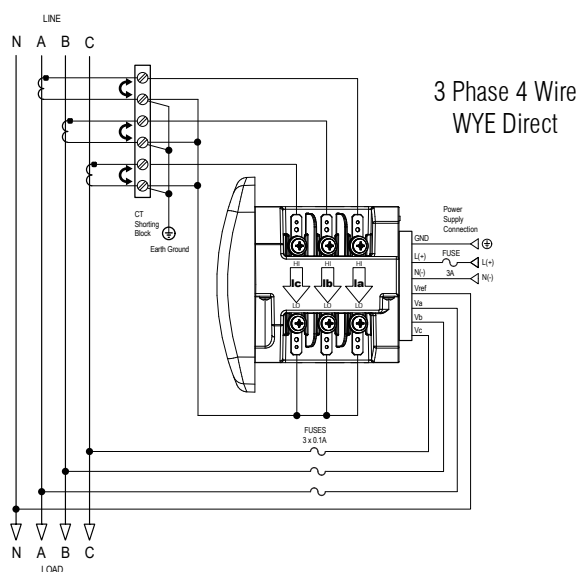 LINE
N A B C
3 Phase 4 Wire
WYE Direct
CT
Shorting
Block
Earth Ground
Power
Supply
Connection
GND
L(+)
FUSE
L(+)
N(-)
3A
N(-)
Vref
Va
Vb
Vc
HI HI HI
Ic Ib Ia
LO LO LO
FUSES
3 x 0.1A
N A B C
LOAD